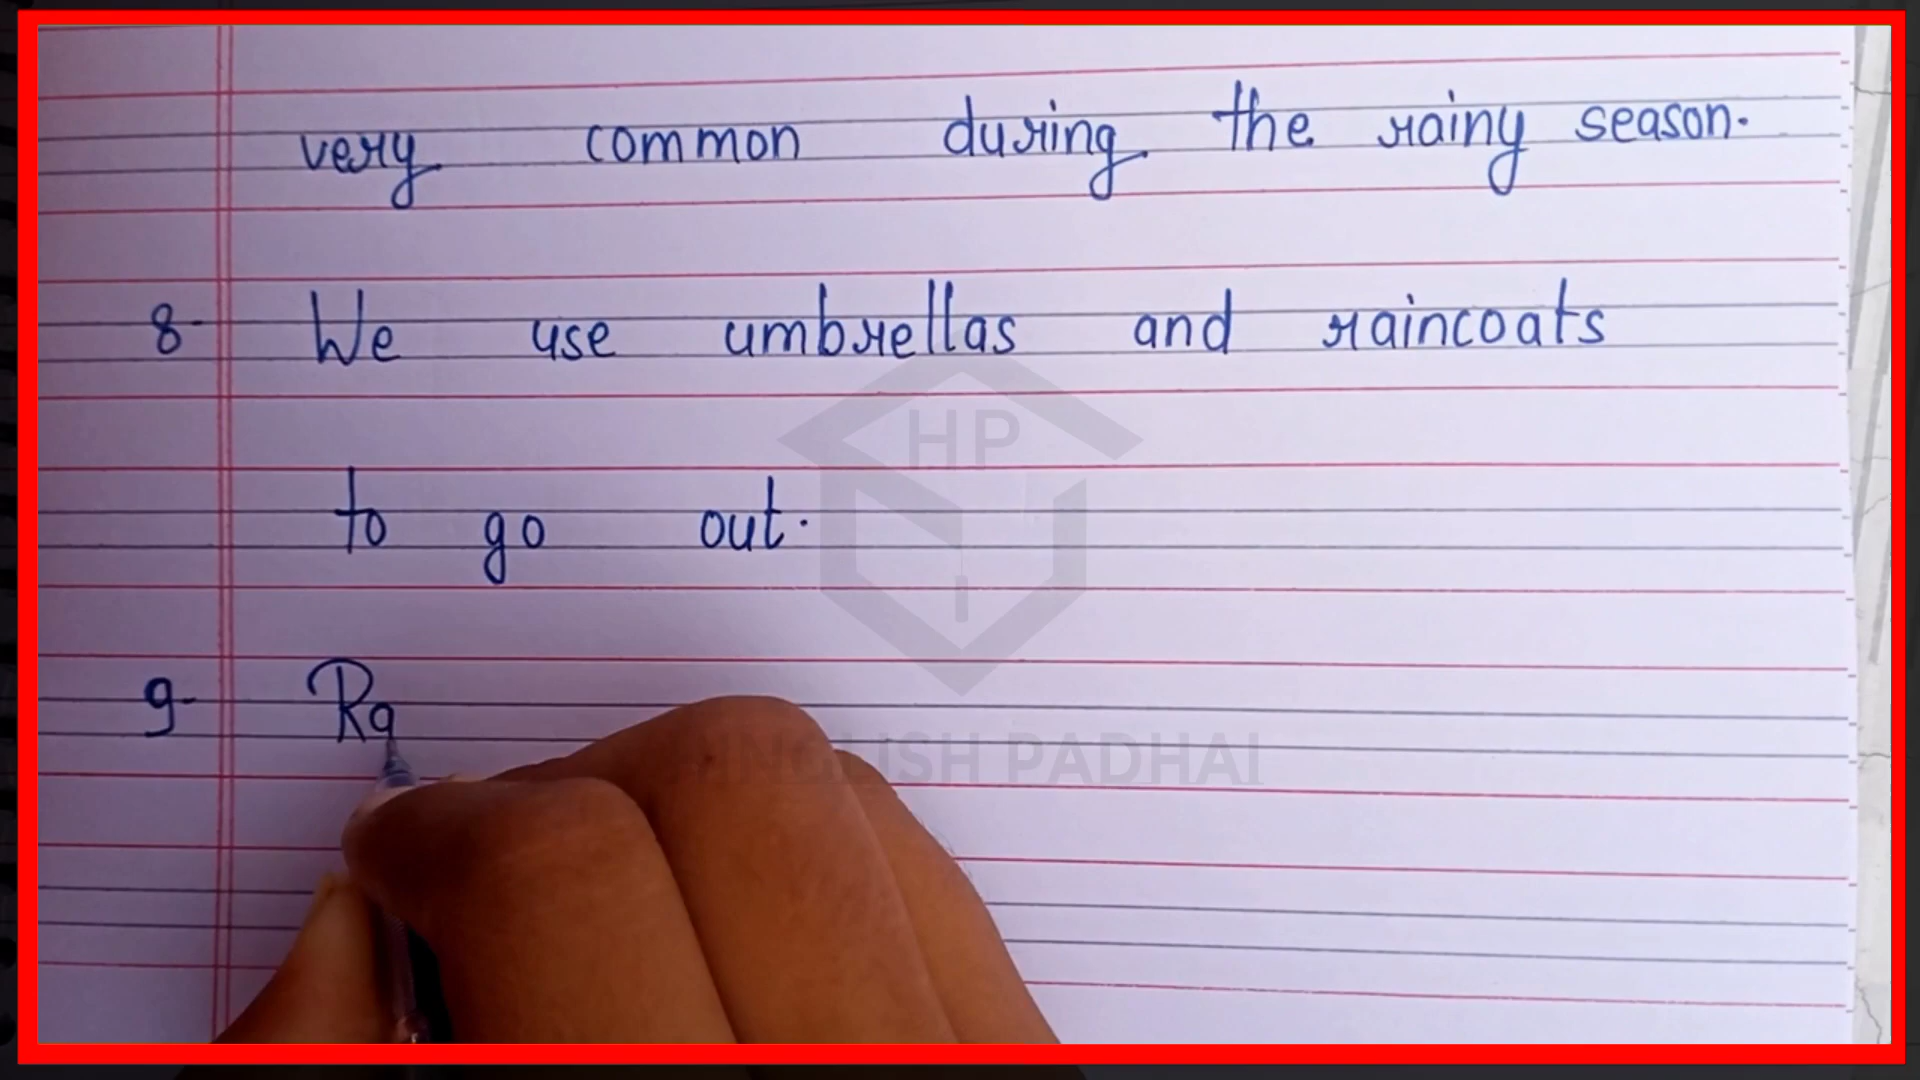 very common during the rainy season.
8- We use umbrellas and raincoats
HP
to go out.
9- Ra
HINGLISH PADHAI